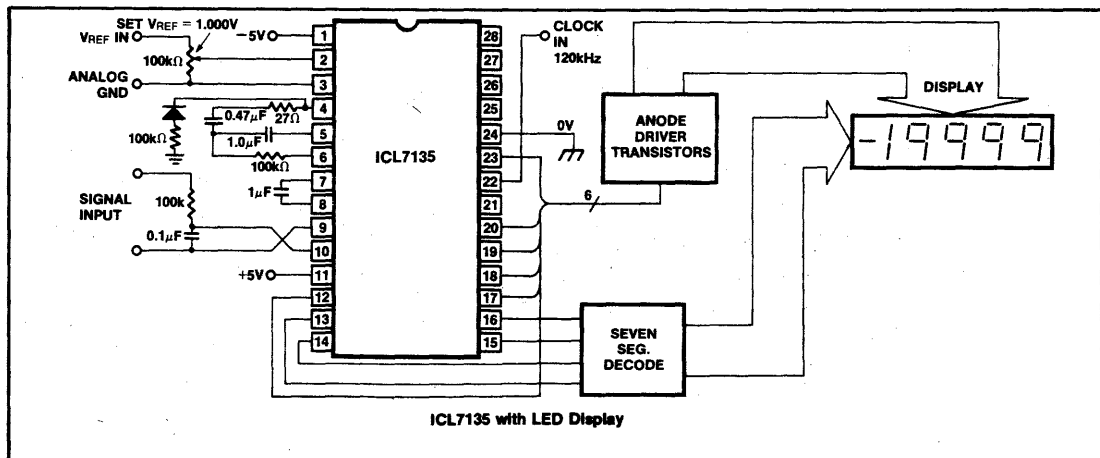 SET VREF = 1.000V
VREF IN
100kΩ
ANALOG
GND
-5V
0.47μF
27Ω
100kΩ
1.0μF
100kΩ
1μF
SIGNAL
INPUT
100k
0.1μF
+5V
1
2
3
4
5
6
7
8
9
10
11
12
13
14
ICL7135
28
27
26
25
24
23
22
21
20
19
18
17
16
15
CLOCK
IN
120kHz
0V
6
ANODE
DRIVER
TRANSISTORS
SEVEN
SEG.
DECODE
DISPLAY
-19999
ICL7135 with LED Display